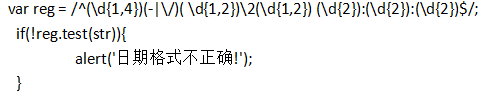 var reg = /^(\d{1,4})(-|\/)( \d{1,2})\2(\d{1,2}) (\d{2}):(\d{2}):(\d{2})$/;
if(!reg.test(str)){
alert('日期格式不正确!');
}